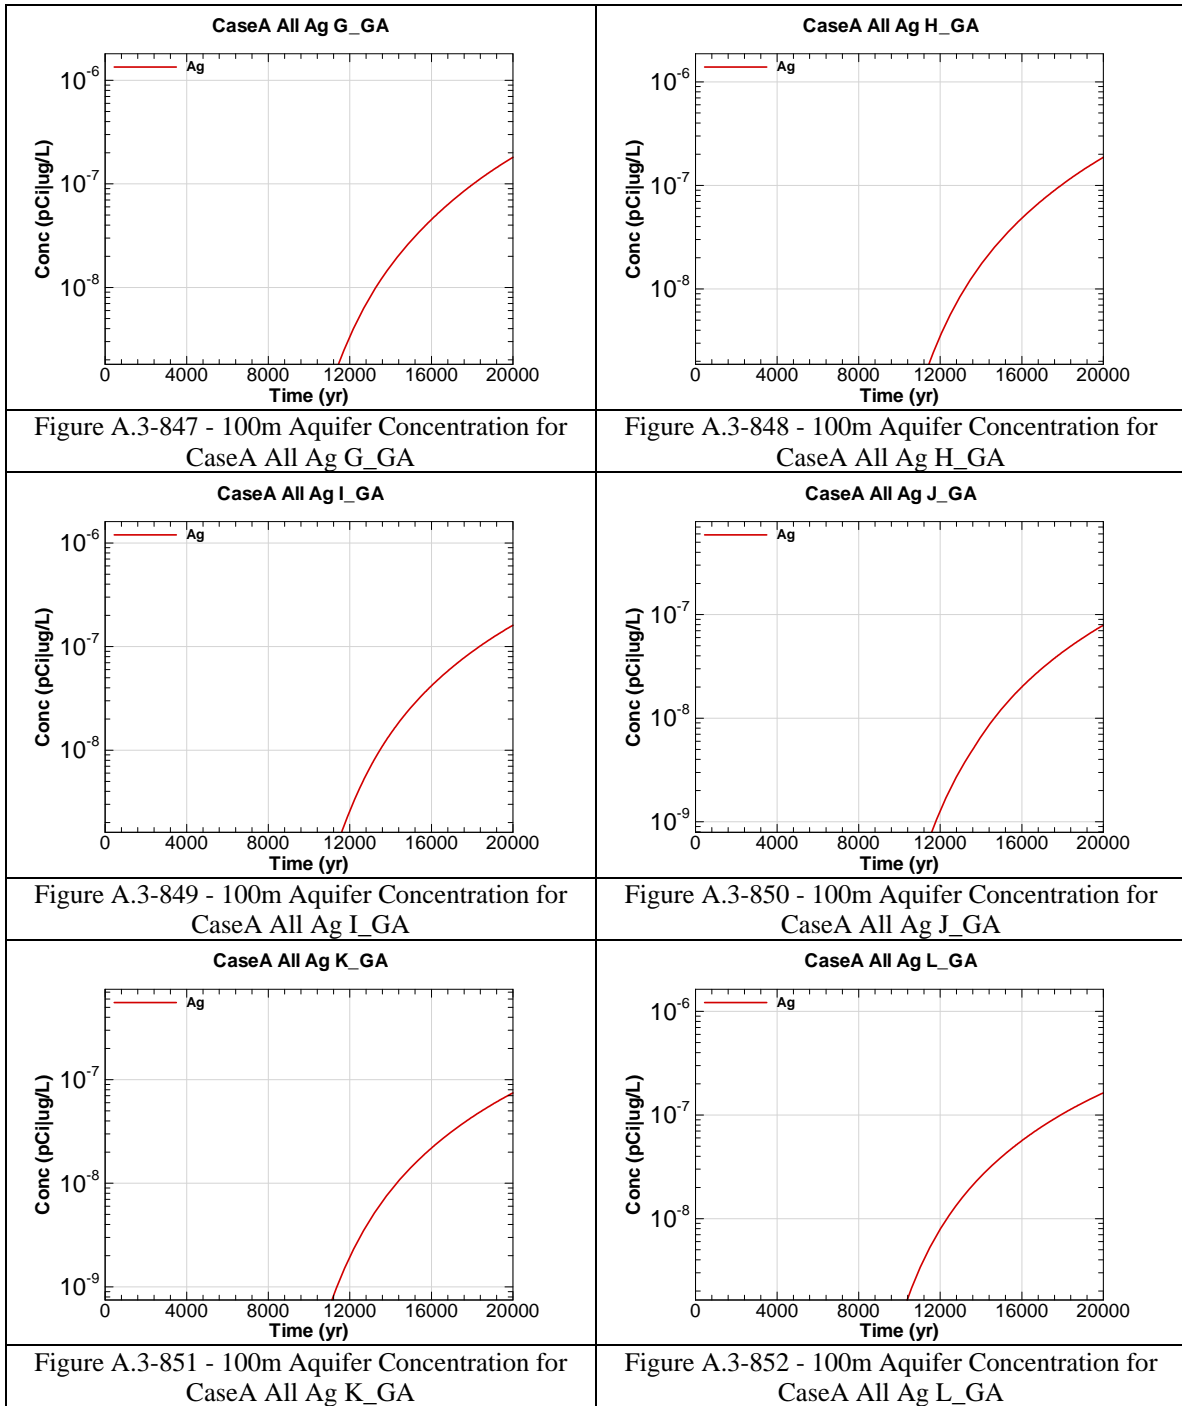 CaseA All Ag G_GA
Ag
10-6
10-7
10-8
Conc (pCi|ug/L)
0 4000 8000 12000 16000 20000
Time (yr)
Figure A.3-847 - 100m Aquifer Concentration for
CaseA All Ag G_GA
CaseA All Ag H_GA
Ag
10-6
10-7
10-8
Conc (pCi|ug/L)
0 4000 8000 12000 16000 20000
Time (yr)
Figure A.3-848 - 100m Aquifer Concentration for
CaseA All Ag H_GA
CaseA All Ag I_GA
Ag
10-6
10-7
10-8
Conc (pCi|ug/L)
0 4000 8000 12000 16000 20000
Time (yr)
Figure A.3-849 - 100m Aquifer Concentration for
CaseA All Ag I_GA
CaseA All Ag J_GA
Ag
10-7
10-8
10-9
Conc (pCi|ug/L)
0 4000 8000 12000 16000 20000
Time (yr)
Figure A.3-850 - 100m Aquifer Concentration for
CaseA All Ag J_GA
CaseA All Ag K_GA
Ag
10-7
10-8
10-9
Conc (pCi|ug/L)
0 4000 8000 12000 16000 20000
Time (yr)
Figure A.3-851 - 100m Aquifer Concentration for
CaseA All Ag K_GA
CaseA All Ag L_GA
Ag
10-6
10-7
10-8
Conc (pCi|ug/L)
0 4000 8000 12000 16000 20000
Time (yr)
Figure A.3-852 - 100m Aquifer Concentration for
CaseA All Ag L_GA